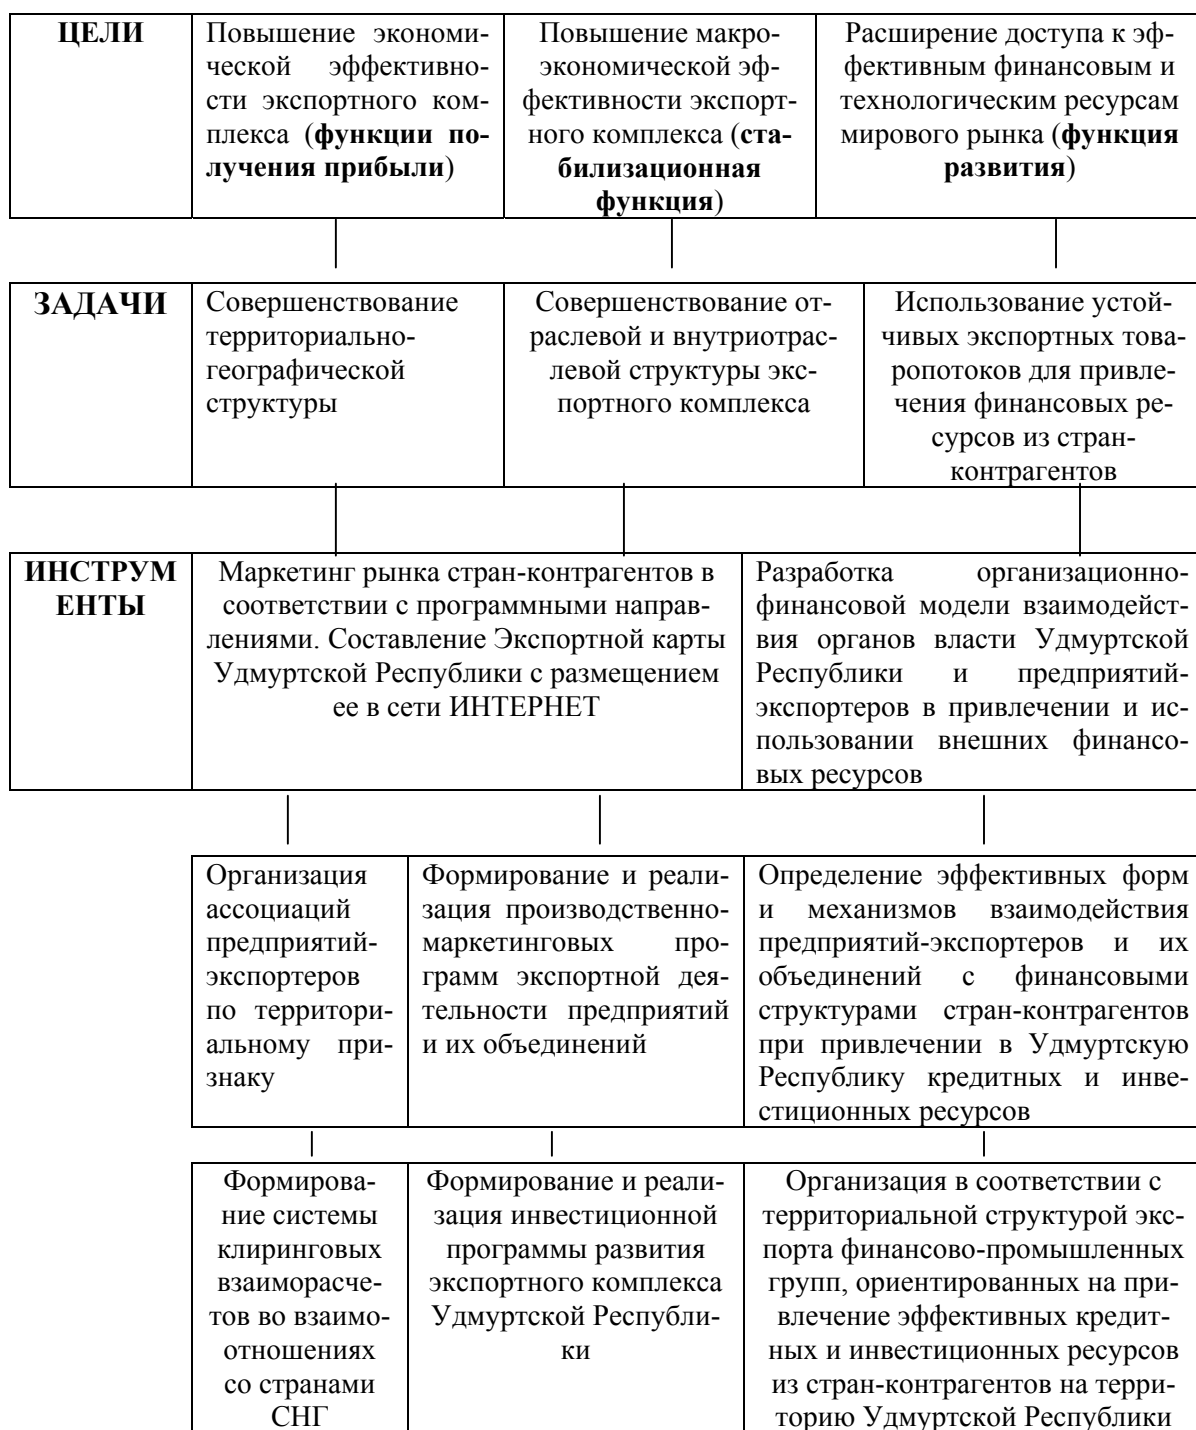 ЦЕЛИ
Повышение экономи-
ческой эффективно-
сти экспортного ком-
плекса (функции по-
лучения прибыли)
Повышение макро-
экономической эф-
фективности экспорт-
ного комплекса (ста-
билизационная
функция)
Расширение доступа к эф-
фективным финансовым и
технологическим ресурсам
мирового рынка (функция
развития)
ЗАДАЧИ
Совершенствование
территориально-
географической
структуры
Совершенствование от-
раслевой и внутриотрас-
левой структуры экс-
портного комплекса
Использование устой-
чивых экспортных това-
ропотоков для привле-
чения финансовых ре-
сурсов из стран-
контрагентов
ИНСТРУМ
ЕНТЫ
Маркетинг рынка стран-контрагентов в
соответствии с программными направ-
лениями. Составление Экспортной карты
Удмуртской Республики с размещением
ее в сети ИНТЕРНЕТ
Разработка организационно-
финансовой модели взаимодейст-
вия органов власти Удмуртской
Республики и предприятий-
экспортеров в привлечении и ис-
пользовании внешних финансо-
вых ресурсов
Организация
ассоциаций
предприятий-
экспортеров
по территори-
альному при-
знаку
Формирование и реали-
зация производственно-
маркетинговых про-
грамм экспортной дея-
тельности предприятий
и их объединений
Определение эффективных форм
и механизмов взаимодействия
предприятий-экспортеров и их
объединений с финансовыми
структурами стран-контрагентов
при привлечении в Удмуртскую
Республику кредитных и инве-
стиционных ресурсов
Формирова-
ние системы
клиринговых
взаиморасче-
тов во взаимо-
отношениях
со странами
СНГ
Формирование и реали-
зация инвестиционной
программы развития
экспортного комплекса
Удмуртской Республи-
ки
Организация в соответствии с
территориальной структурой экс-
порта финансово-промышленных
групп, ориентированных на при-
влечение эффективных кредит-
ных и инвестиционных ресурсов
из стран-контрагентов на терри-
торию Удмуртской Республики